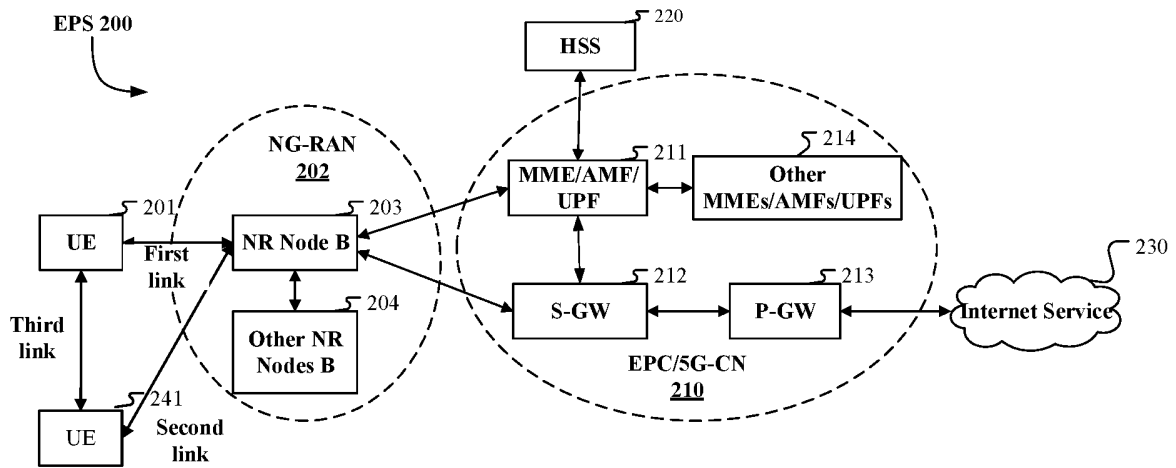 EPS 200
220
HSS
NG-RAN
202
211
MME/AMF/
UPF
214
Other
MMEs/AMFs/UPFs
201
UE
First
link
203
NR Node B
204
Other NR
Nodes B
212
S-GW
213
P-GW
230
Internet Service
EPC/5G-CN
210
Third
link
241
UE
Second
link